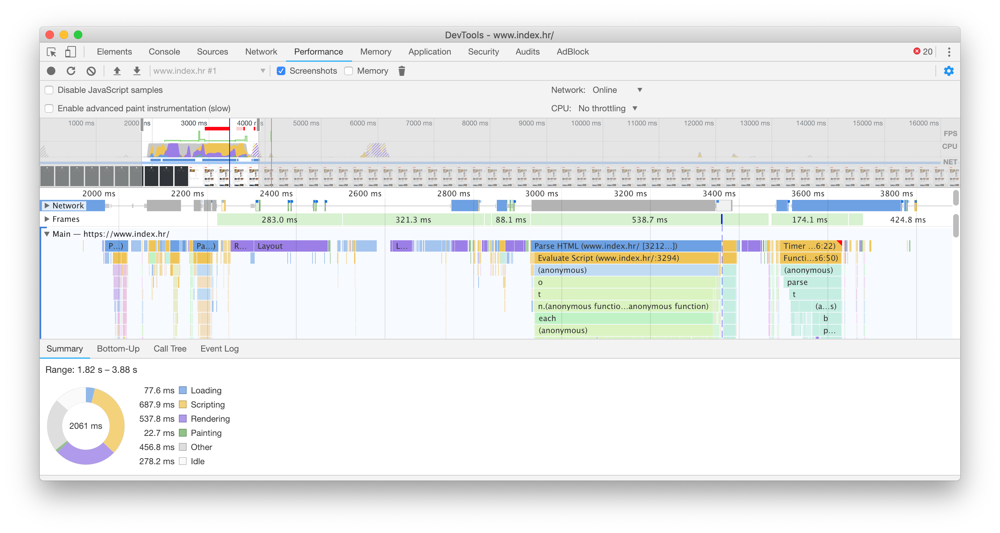 DevTools - www.index.hr/
Elements Console Sources Network Performance Memory Application Security Audits AdBlock 20
www.index.hr #1 Screenshots Memory
Disable JavaScript samples Network: Online
Enable advanced paint instrumentation (slow) CPU: No throttling
1000 ms 2000 ms 3000 ms 4000 ms 5000 ms 6000 ms 7000 ms 8000 ms 9000 ms 10000 ms 11000 ms 12000 ms 13000 ms 14000 ms 15000 ms 16000 ms
FPS
CPU
NET
2000 ms 2200 ms 2400 ms 2600 ms 2800 ms 3000 ms 3200 ms 3400 ms 3600 ms 3800 ms
Network
Frames 283.0 ms 321.3 ms 88.1 ms 538.7 ms 174.1 ms 424.8 ms
Main — https://www.index.hr/
P...) Pa...) R... Layout L... Parse HTML (www.index.hr/ [3212...]) Timer ...6:22)
Evaluate Script (www.index.hr/:3294) Functi...s6:50)
(anonymous) (anonymous)
o parse
t t
n.(anonymous functio...anonymous function) (a...s)
each b
(anonymous) p...
Summary Bottom-Up Call Tree Event Log
Range: 1.82 s – 3.88 s
77.6 ms Loading
687.9 ms Scripting
537.8 ms Rendering
2061 ms
22.7 ms Painting
456.8 ms Other
278.2 ms Idle